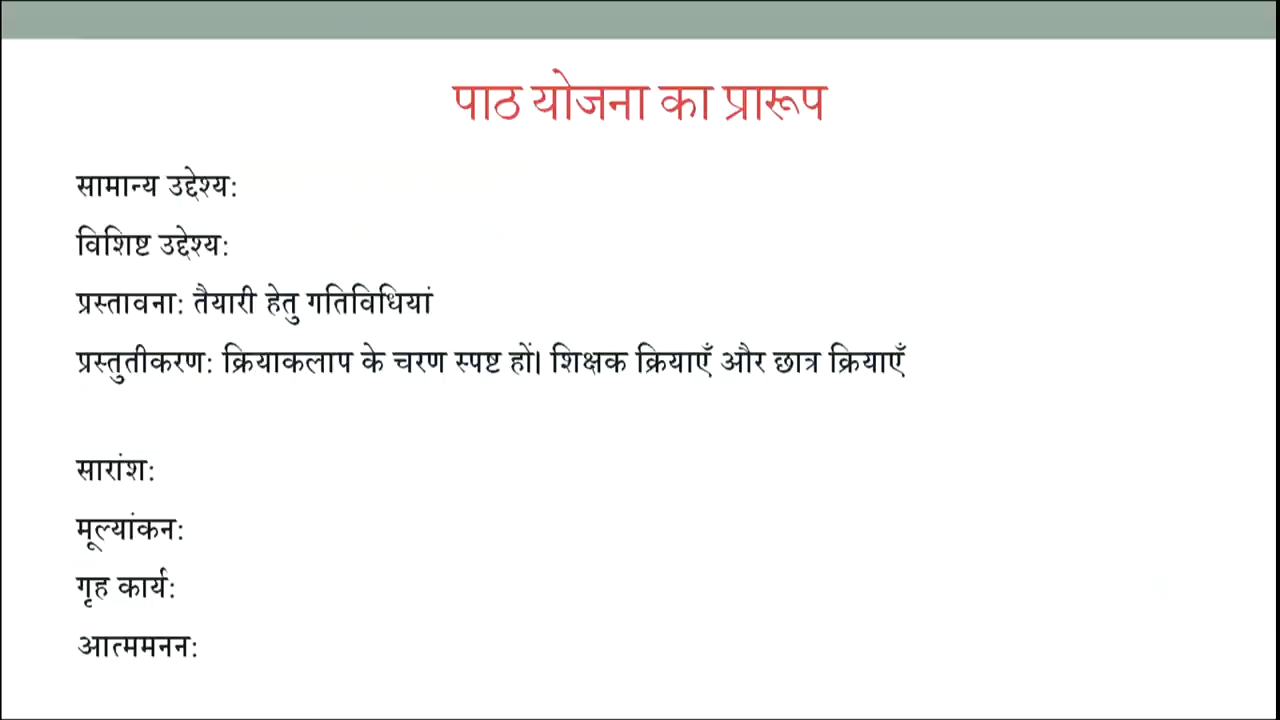 पाठ योजना का प्रारूप
सामान्य उद्देश्य:
विशिष्ट उद्देश्य:
प्रस्तावना: तैयारी हेतु गतिविधियां
प्रस्तुतीकरण: क्रियाकलाप के चरण स्पष्ट हों। शिक्षक क्रियाएँ और छात्र क्रियाएँ
सारांश:
मूल्यांकन:
गृह कार्य:
आत्ममनन: